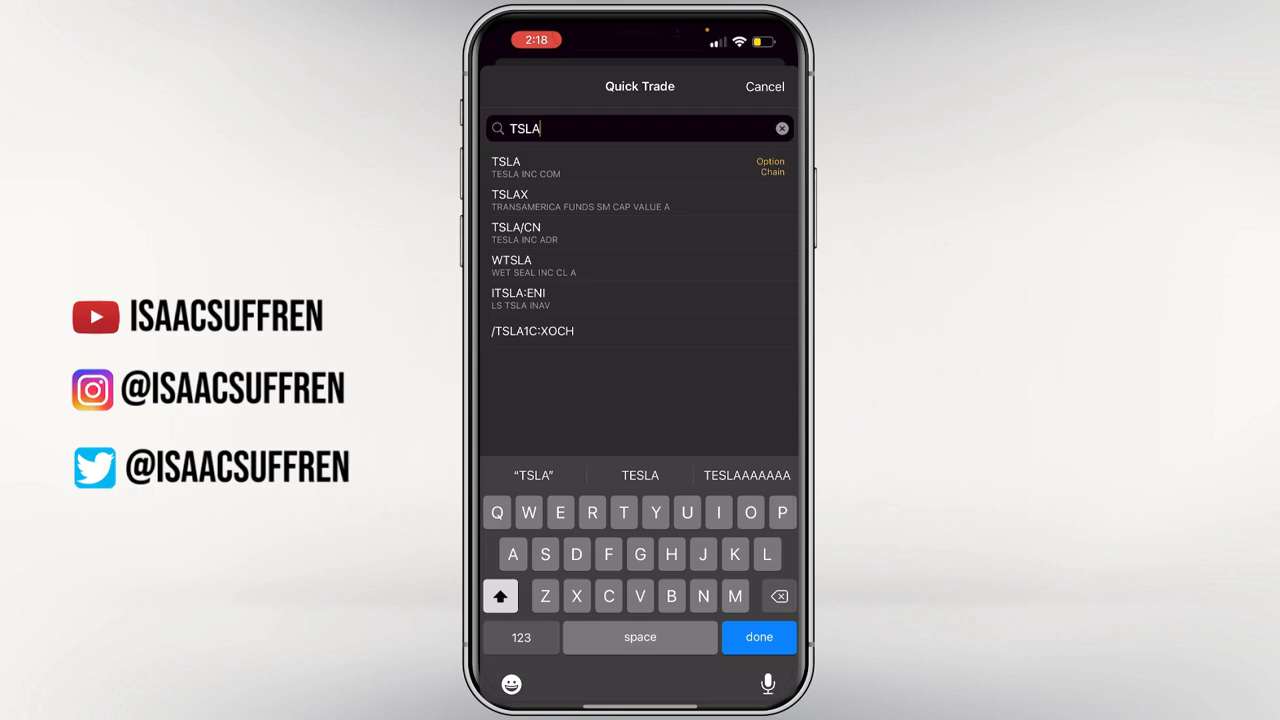 ISAACSUFFREN
@ISAACSUFFREN
@ISAACSUFFREN
2:18
Quick Trade
Cancel
TSLA
TSLA
TESLA INC COM
Option
Chain
TSLAX
TRANSAMERICA FUNDS SM CAP VALUE A
TSLA/CN
TESLA INC ADR
WTSLA
WET SEAL INC CL A
ITSLA:ENI
LS TSLA INAV
/TSLA1C:XOCH
“TSLA” TESLA TESLAAAAAAA
Q W E R T Y U I O P
A S D F G H J K L
Z X C V B N M
123 space done